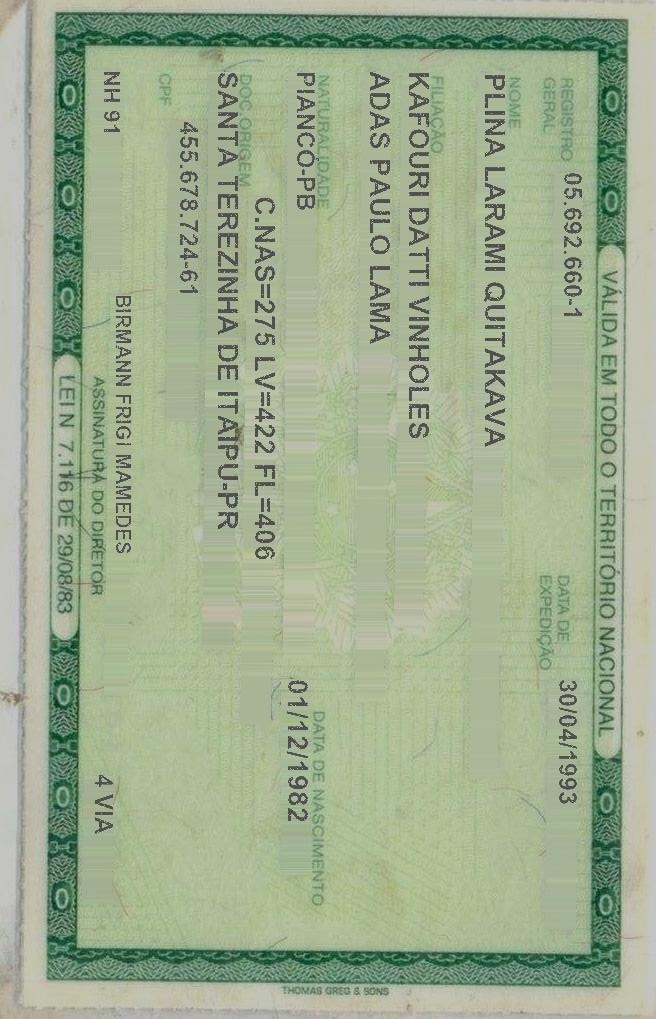 VÁLIDA EM TODO O TERRITÓRIO NACIONAL
REGISTRO GERAL 05.692.660-1 DATA DE EXPEDIÇÃO 30/04/1993
NOME
PLINA LARAMI QUITAKAVA
FILIAÇÃO
KAFOURI DATTI VINHOLES
ADAS PAULO LAMA
NATURALIDADE DATA DE NASCIMENTO
PIANCO-PB 01/12/1982
DOC ORIGEM C.NAS=275 LV=422 FL=406
SANTA TEREZINHA DE ITAIPU-PR
CPF 455.678.724-61
NH 91 BIRMANN FRIGI MAMEDES 4 VIA
ASSINATURA DO DIRETOR
LEI N 7.116 DE 29/08/83
THOMAS GREG & SONS